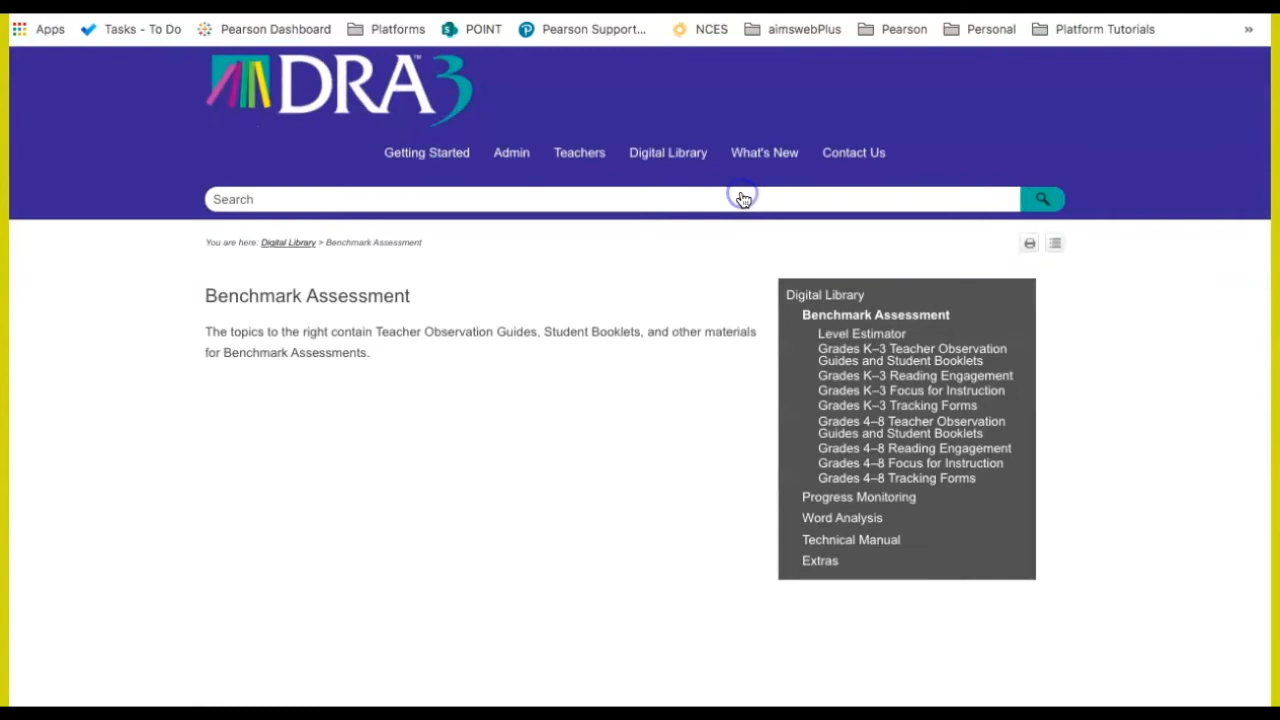 Apps Tasks - To Do Pearson Dashboard Platforms POINT Pearson Support... NCES aimswebPlus Pearson Personal Platform Tutorials »
DRA3™
Getting Started Admin Teachers Digital Library What's New Contact Us
Search
You are here: Digital Library > Benchmark Assessment
Benchmark Assessment
The topics to the right contain Teacher Observation Guides, Student Booklets, and other materials
for Benchmark Assessments.
Digital Library
Benchmark Assessment
Level Estimator
Grades K–3 Teacher Observation
Guides and Student Booklets
Grades K–3 Reading Engagement
Grades K–3 Focus for Instruction
Grades K–3 Tracking Forms
Grades 4–8 Teacher Observation
Guides and Student Booklets
Grades 4–8 Reading Engagement
Grades 4–8 Focus for Instruction
Grades 4–8 Tracking Forms
Progress Monitoring
Word Analysis
Technical Manual
Extras